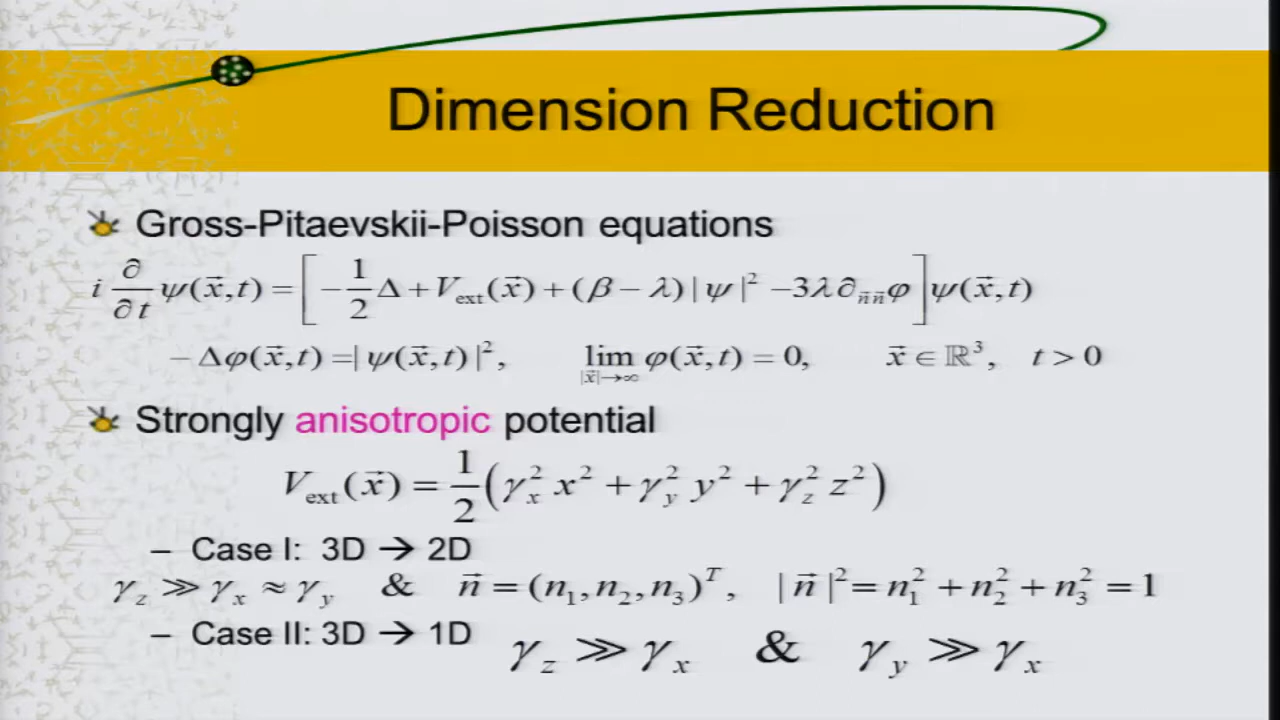 Dimension Reduction
Gross-Pitaevskii-Poisson equations
i ∂/∂t ψ(x⃗,t) = [ −1/2 Δ + V_ext(x⃗) + (β − λ) | ψ |² −3λ∂_n⃗n⃗ φ ] ψ(x⃗,t)
− Δφ(x⃗,t) =| ψ(x⃗,t) |², lim_|x⃗|→∞ φ(x⃗,t) = 0, x⃗ ∈ ℝ³, t > 0
Strongly anisotropic potential
V_ext(x⃗) = 1/2 (γ_x² x² + γ_y² y² + γ_z² z²)
– Case I: 3D → 2D
γ_z ≫ γ_x ≈ γ_y & n⃗ = (n₁, n₂, n₃)^T, | n⃗ |² = n₁² + n₂² + n₃² = 1
– Case II: 3D → 1D γ_z ≫ γ_x & γ_y ≫ γ_x